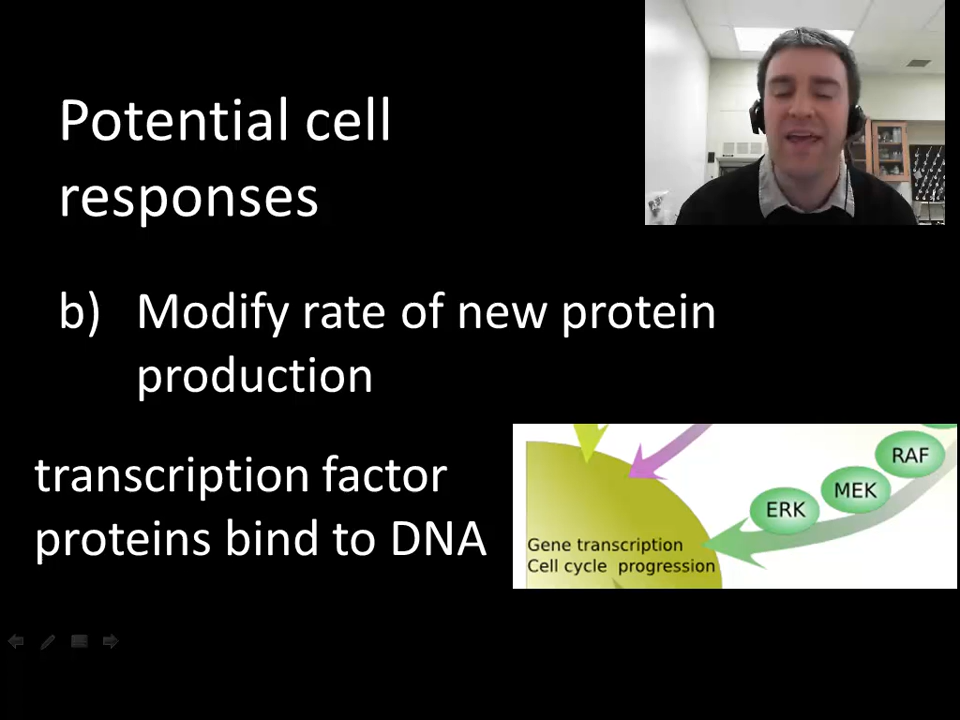 Potential cell
responses
b) Modify rate of new protein
production
transcription factor
proteins bind to DNA
RAF
MEK
ERK
Gene transcription
Cell cycle progression